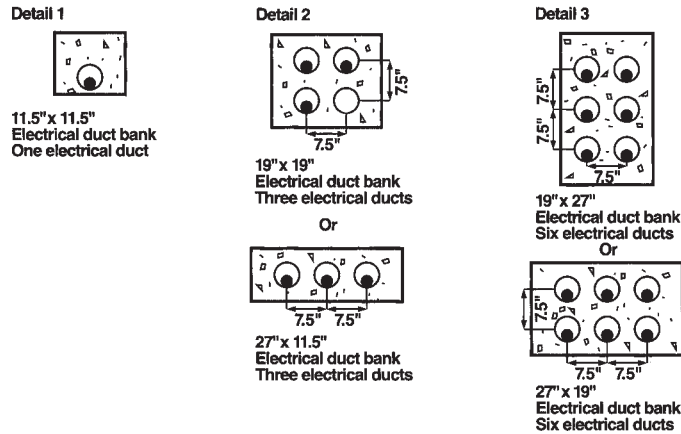 Detail 1
11.5" x 11.5"
Electrical duct bank
One electrical duct
Detail 2
7.5"
7.5"
19" x 19"
Electrical duct bank
Three electrical ducts
Or
7.5" 7.5"
27" x 11.5"
Electrical duct bank
Three electrical ducts
Detail 3
7.5"
7.5"
7.5"
19" x 27"
Electrical duct bank
Six electrical ducts
Or
7.5"
7.5" 7.5"
27" x 19"
Electrical duct bank
Six electrical ducts